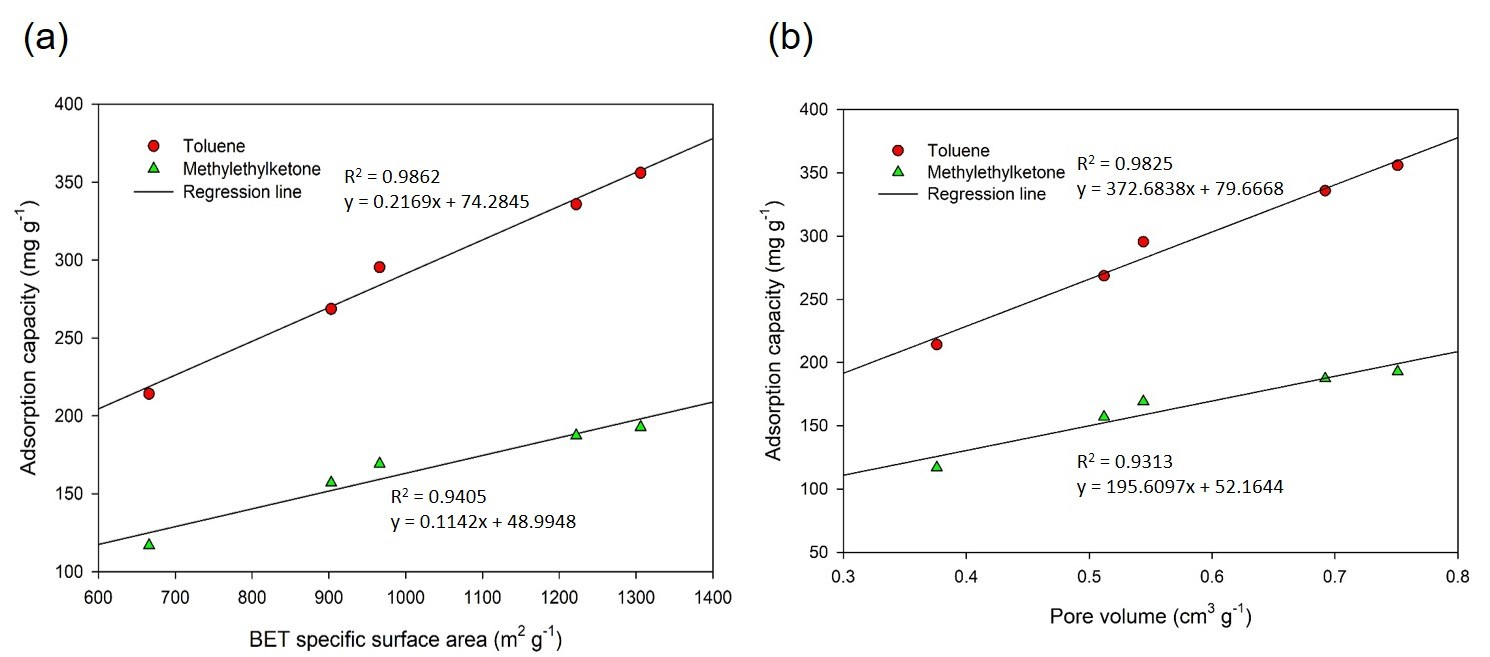 (a)
400
350
300
250
200
150
100
600 700 800 900 1000 1100 1200 1300 1400
Adsorption capacity (mg g⁻¹)
BET specific surface area (m² g⁻¹)
Toluene
Methylethylketone
Regression line
R² = 0.9862
y = 0.2169x + 74.2845
R² = 0.9405
y = 0.1142x + 48.9948
(b)
400
350
300
250
200
150
100
50
0.3 0.4 0.5 0.6 0.7 0.8
Adsorption capacity (mg g⁻¹)
Pore volume (cm³ g⁻¹)
Toluene
Methylethylketone
Regression line
R² = 0.9825
y = 372.6838x + 79.6668
R² = 0.9313
y = 195.6097x + 52.1644